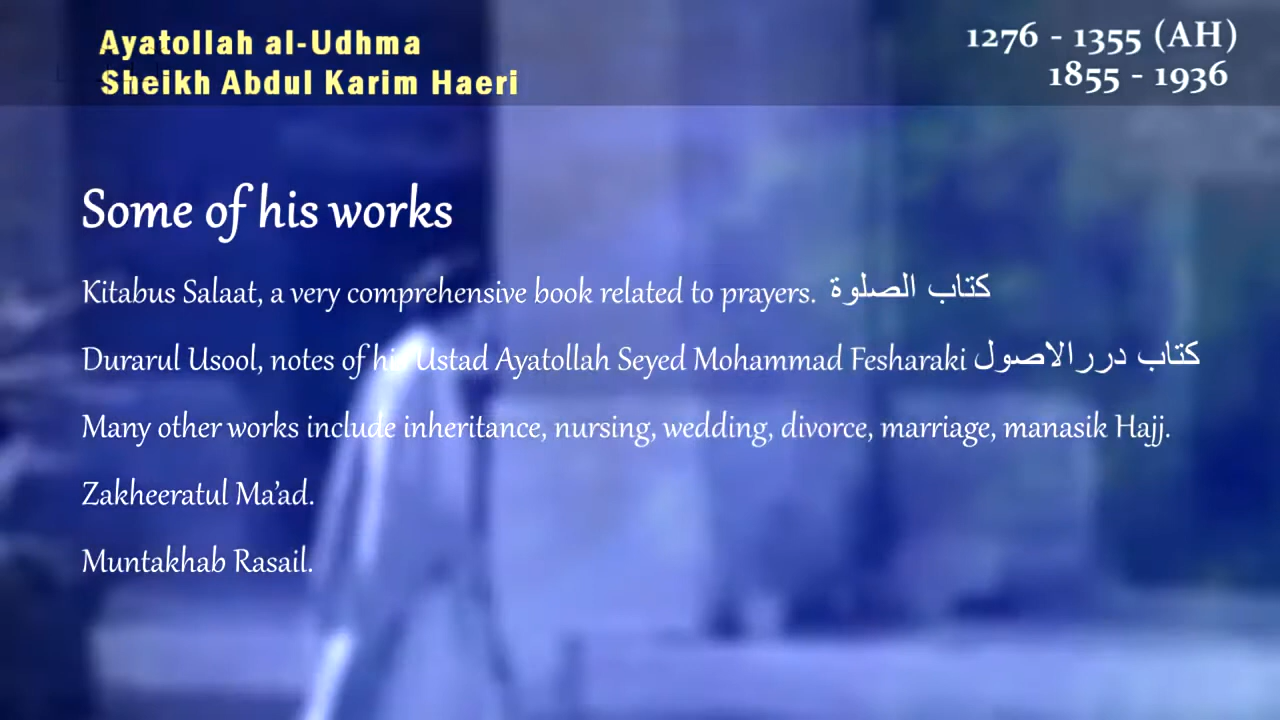 Ayatollah al-Udhma
Sheikh Abdul Karim Haeri
1276 - 1355 (AH)
1855 - 1936
Some of his works
Kitabus Salaat, a very comprehensive book related to prayers. كتاب الصلوة
Durarul Usool, notes of his Ustad Ayatollah Seyed Mohammad Fesharaki كتاب دررالاصول
Many other works include inheritance, nursing, wedding, divorce, marriage, manasik Hajj.
Zakheeratul Ma’ad.
Muntakhab Rasail.